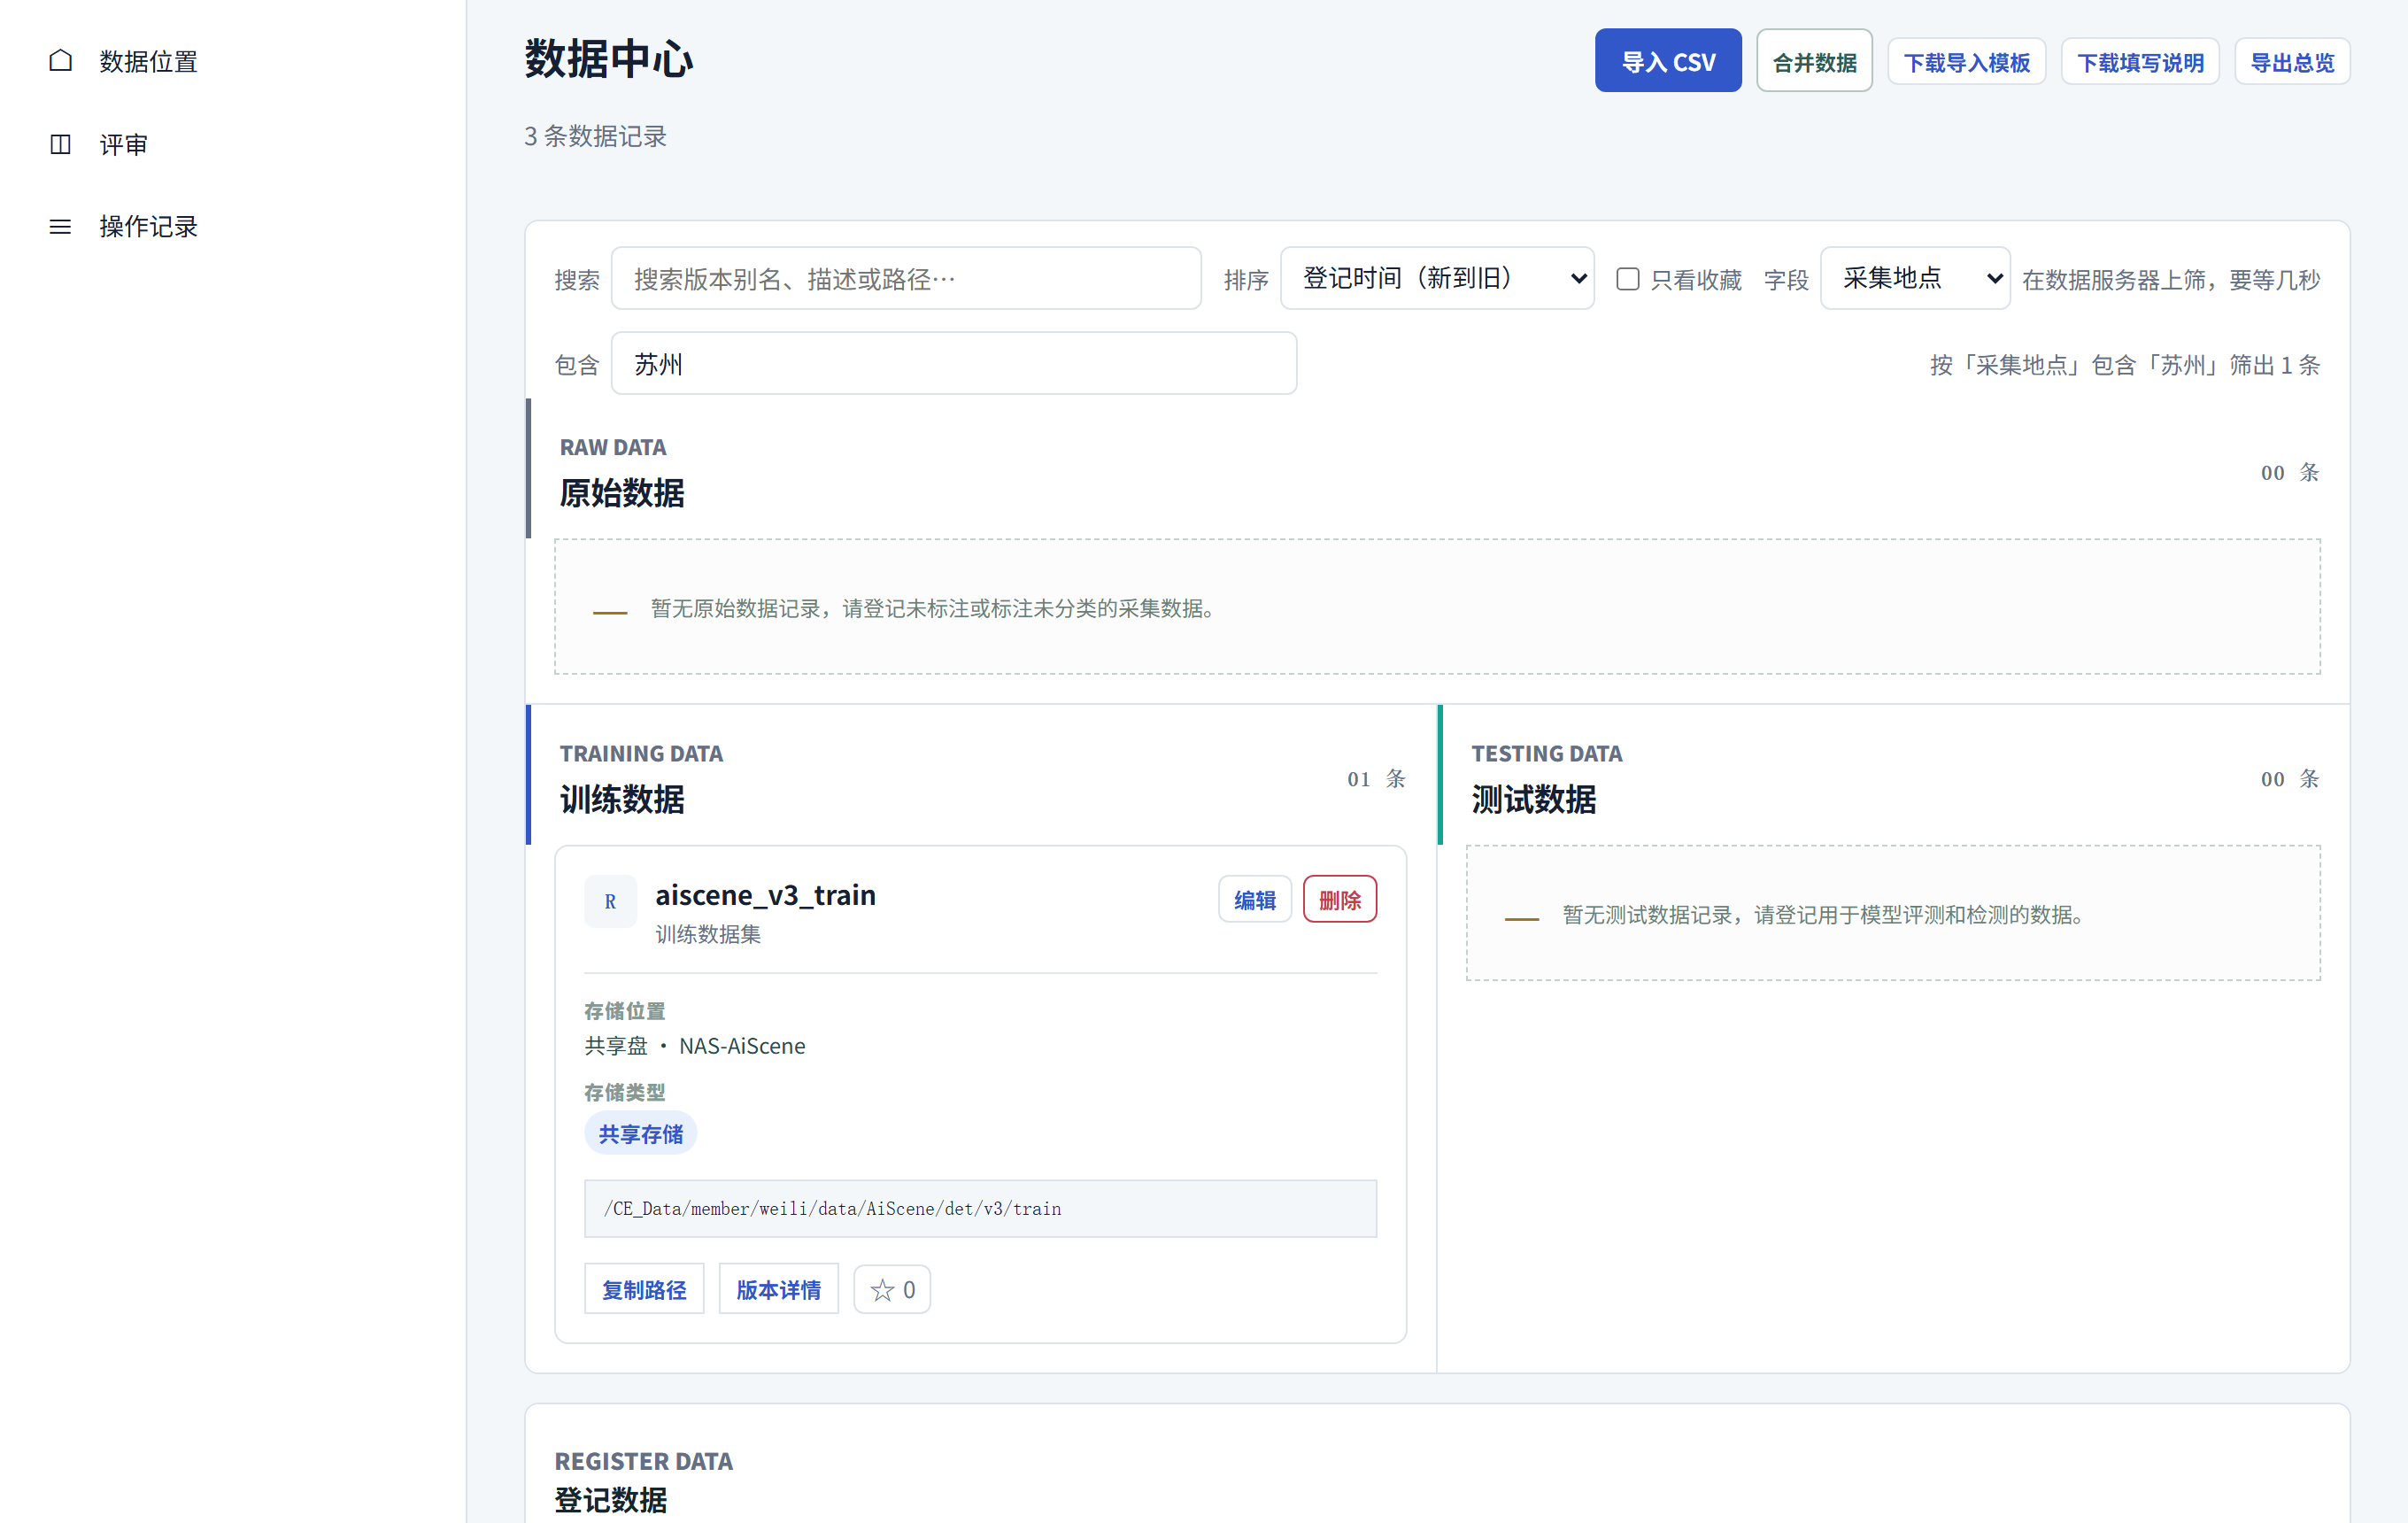 数据位置
评审
操作记录
数据中心
导入 CSV
合并数据
下载导入模板
下载填写说明
导出总览
3 条数据记录
搜索
搜索版本别名、描述或路径…
排序
登记时间（新到旧）
只看收藏
字段
采集地点
在数据服务器上筛，要等几秒
包含
苏州
按「采集地点」包含「苏州」筛出 1 条
RAW DATA
原始数据
00 条
暂无原始数据记录，请登记未标注或标注未分类的采集数据。
TRAINING DATA
训练数据
01 条
R
aiscene_v3_train
训练数据集
编辑
删除
存储位置
共享盘 · NAS-AiScene
存储类型
共享存储
/CE_Data/member/weili/data/AiScene/det/v3/train
复制路径
版本详情
☆ 0
TESTING DATA
测试数据
00 条
暂无测试数据记录，请登记用于模型评测和检测的数据。
REGISTER DATA
登记数据